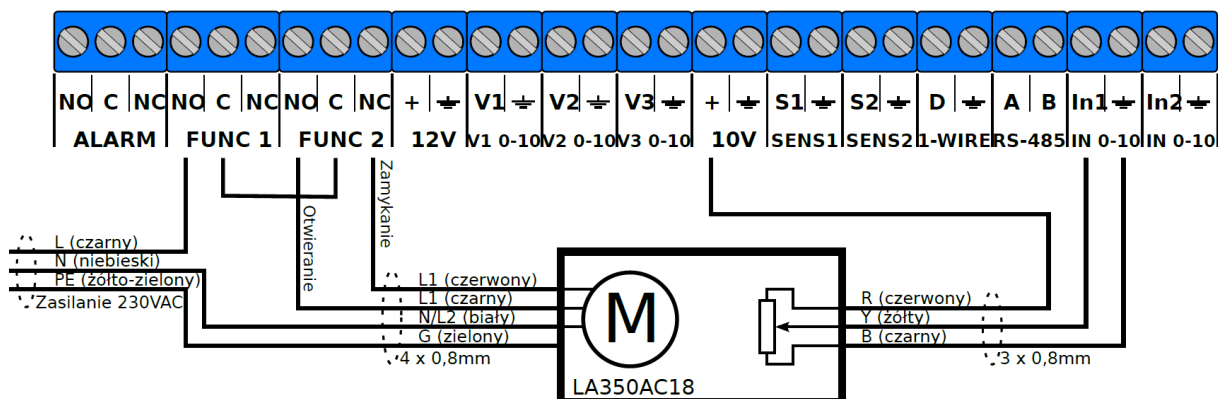 NO C NC NO C NC NO C NC + V1 V2 V3 + S1 S2 D A B In1 In2
ALARM FUNC 1 FUNC 2 12V V1 0-10 V2 0-10 V3 0-10 10V SENS1 SENS2 1-WIRE RS-485 IN 0-10 IN 0-10
Zamykanie
Otwieranie
L (czarny)
N (niebieski)
PE (żółto-zielony)
Zasilanie 230VAC
L1 (czerwony)
L1 (czarny)
N/L2 (biały)
G (zielony)
4 x 0,8mm
M
R (czerwony)
Y (żółty)
B (czarny)
3 x 0,8mm
LA350AC18